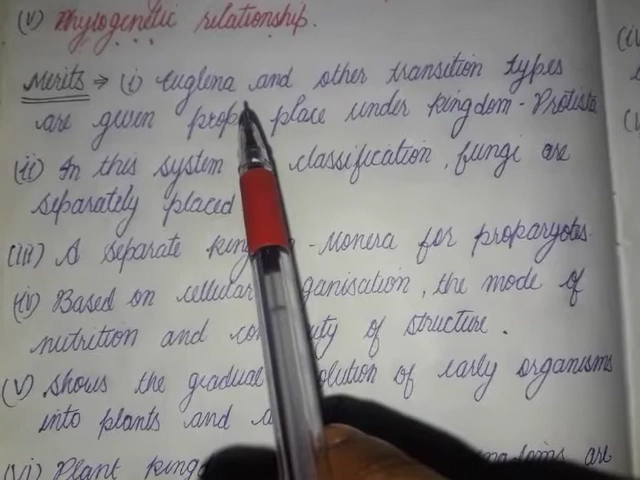 (v) Phylogenetic relationship.
Merits → (i) Euglena and other transition types
are given place under kingdom - Protista
(ii) In this system classification, fungi are
separately placed
(iii) A separate - Monera for prokaryotes.
(iv) Based on cellular, the mode of
nutrition and of structure.
(v) Shows the gradual of early organisms
into plants and
(vi) Plant are